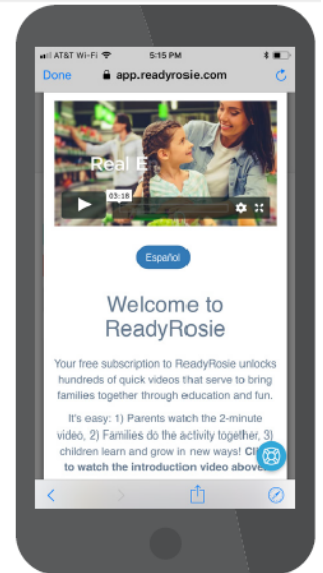 AT&T Wi-Fi 5:15 PM
Done app.readyrosie.com
Real E
03:18
Español
Welcome to
ReadyRosie
Your free subscription to ReadyRosie unlocks
hundreds of quick videos that serve to bring
families together through education and fun.
It's easy: 1) Parents watch the 2-minute
video, 2) Families do the activity together, 3)
children learn and grow in new ways! Cli
to watch the introduction video above